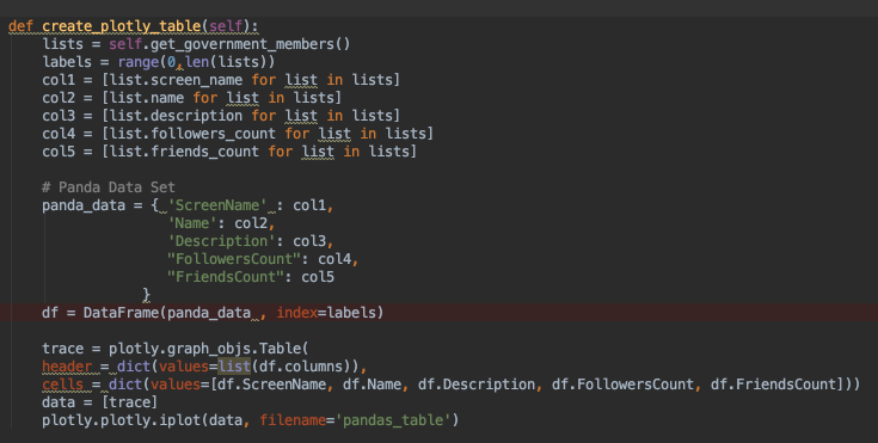 def create_plotly_table(self):
    lists = self.get_government_members()
    labels = range(0,len(lists))
    col1 = [list.screen_name for list in lists]
    col2 = [list.name for list in lists]
    col3 = [list.description for list in lists]
    col4 = [list.followers_count for list in lists]
    col5 = [list.friends_count for list in lists]
    # Panda Data Set
    panda_data = { 'ScreenName' : col1,
                   'Name': col2,
                   'Description': col3,
                   "FollowersCount": col4,
                   "FriendsCount": col5
                }
    df = DataFrame(panda_data , index=labels)
    trace = plotly.graph_objs.Table(
    header = dict(values=list(df.columns)),
    cells = dict(values=[df.ScreenName, df.Name, df.Description, df.FollowersCount, df.FriendsCount]))
    data = [trace]
    plotly.plotly.iplot(data, filename='pandas_table')